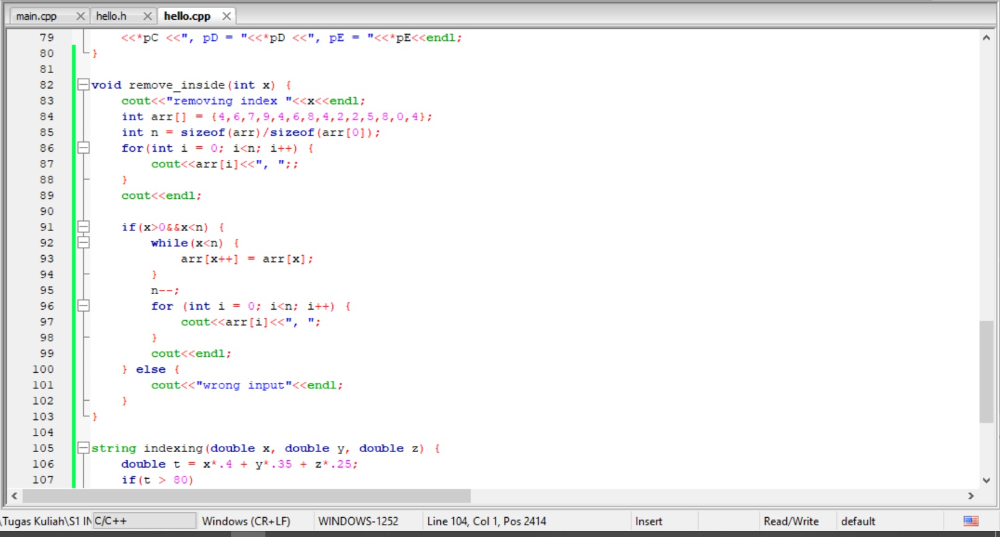 main.cpp hello.h hello.cpp
79 <<*pC <<", pD = "<<*pD <<", pE = "<<*pE<<endl;
80 }
81
82 void remove_inside(int x) {
83 cout<<"removing index "<<x<<endl;
84 int arr[] = {4,6,7,9,4,6,8,4,2,2,5,8,0,4};
85 int n = sizeof(arr)/sizeof(arr[0]);
86 for(int i = 0; i<n; i++) {
87 cout<<arr[i]<<", ";;
88 }
89 cout<<endl;
90
91 if(x>0&&x<n) {
92 while(x<n) {
93 arr[x++] = arr[x];
94 }
95 n--;
96 for (int i = 0; i<n; i++) {
97 cout<<arr[i]<<", ";
98 }
99 cout<<endl;
100 } else {
101 cout<<"wrong input"<<endl;
102 }
103 }
104
105 string indexing(double x, double y, double z) {
106 double t = x*.4 + y*.35 + z*.25;
107 if(t > 80)
\Tugas Kuliah\S1 IN C/C++ Windows (CR+LF) WINDOWS-1252 Line 104, Col 1, Pos 2414 Insert Read/Write default